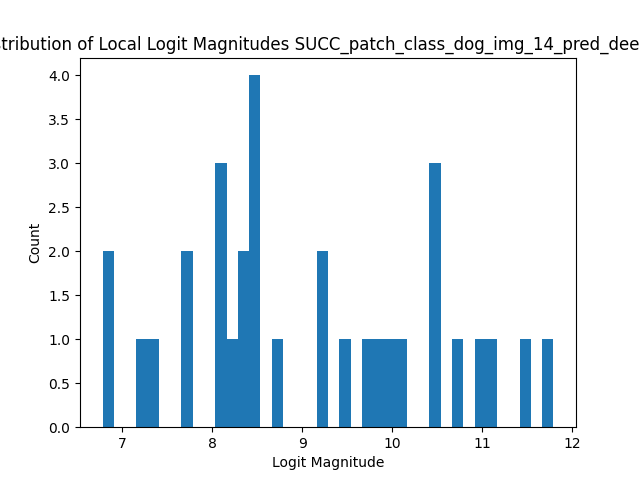 tribution of Local Logit Magnitudes SUCC_patch_class_dog_img_14_pred_dee
4.0
3.5
3.0
2.5
2.0
1.5
1.0
0.5
0.0
Count
7 8 9 10 11 12
Logit Magnitude